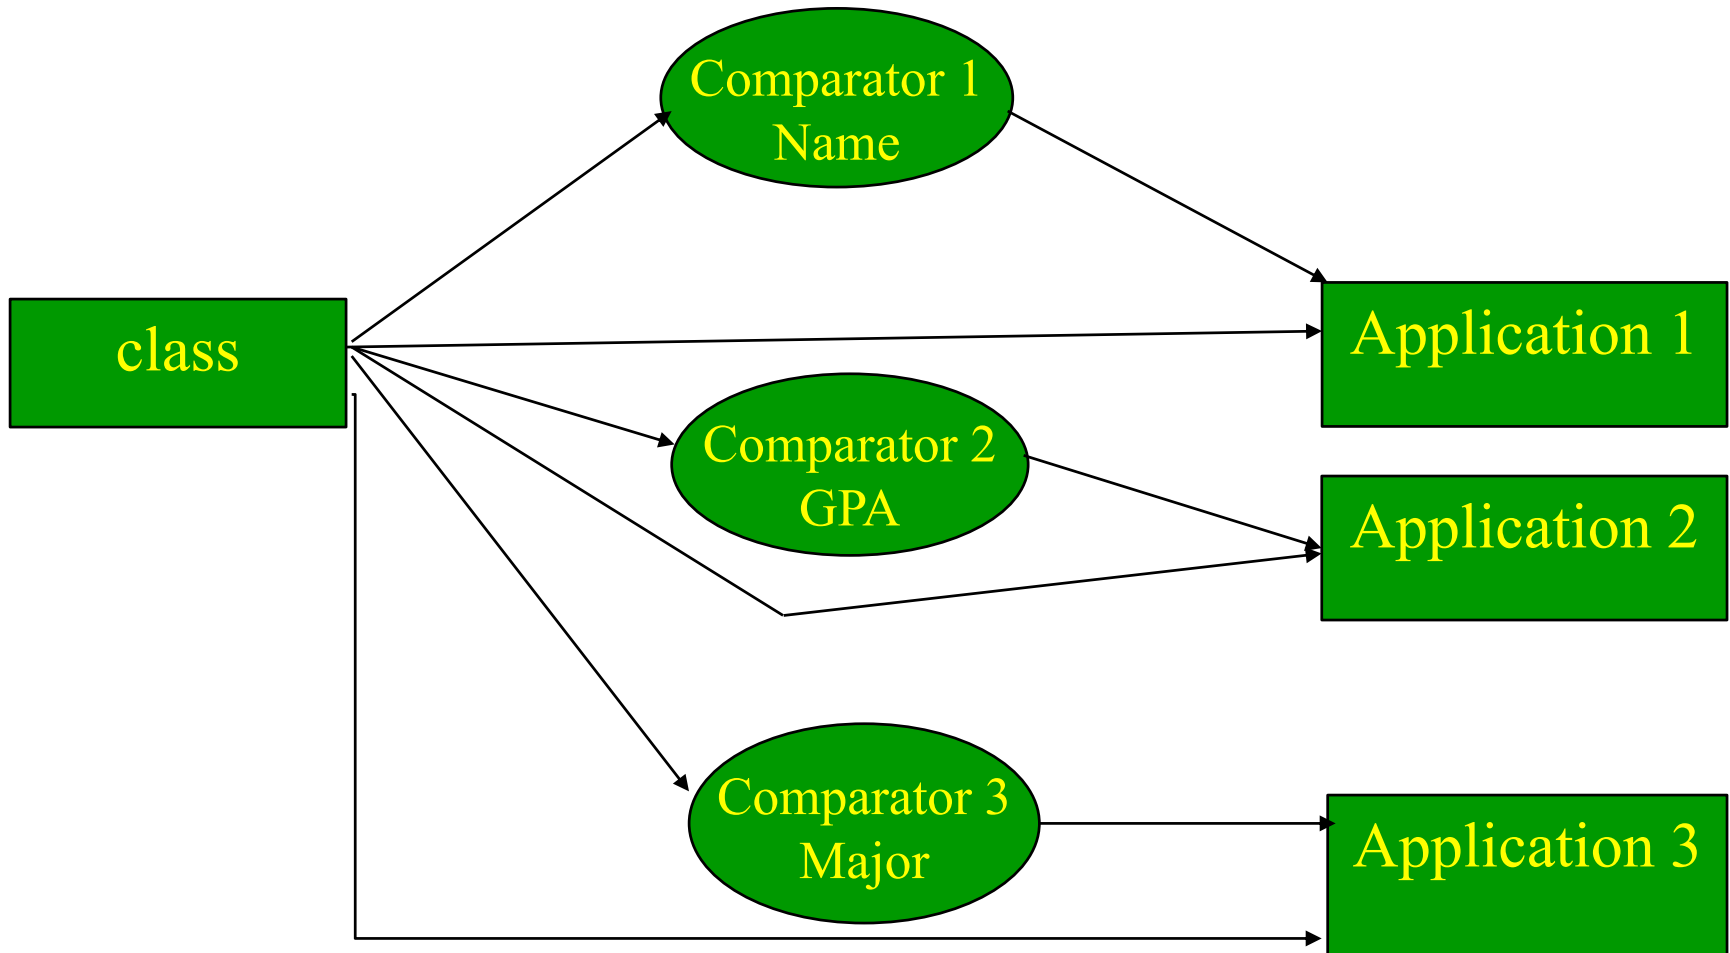 Comparator 1
Name
class
Application 1
Comparator 2
GPA
Application 2
Comparator 3
Major
Application 3